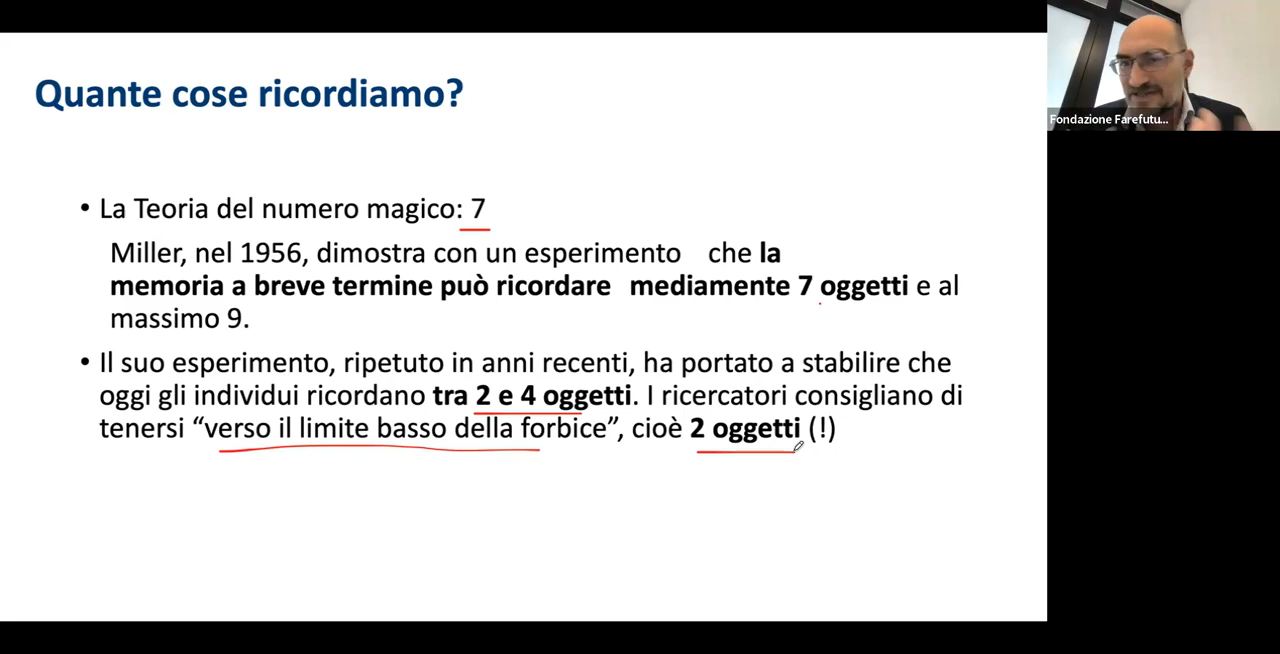 Quante cose ricordiamo?
Fondazione Farefutu...
• La Teoria del numero magico: 7
Miller, nel 1956, dimostra con un esperimento che la
memoria a breve termine può ricordare mediamente 7 oggetti e al
massimo 9.
• Il suo esperimento, ripetuto in anni recenti, ha portato a stabilire che
oggi gli individui ricordano tra 2 e 4 oggetti. I ricercatori consigliano di
tenersi “verso il limite basso della forbice”, cioè 2 oggetti (!)